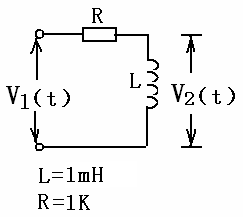 R
V1(t)
L
V2(t)
L=1mH
R=1K